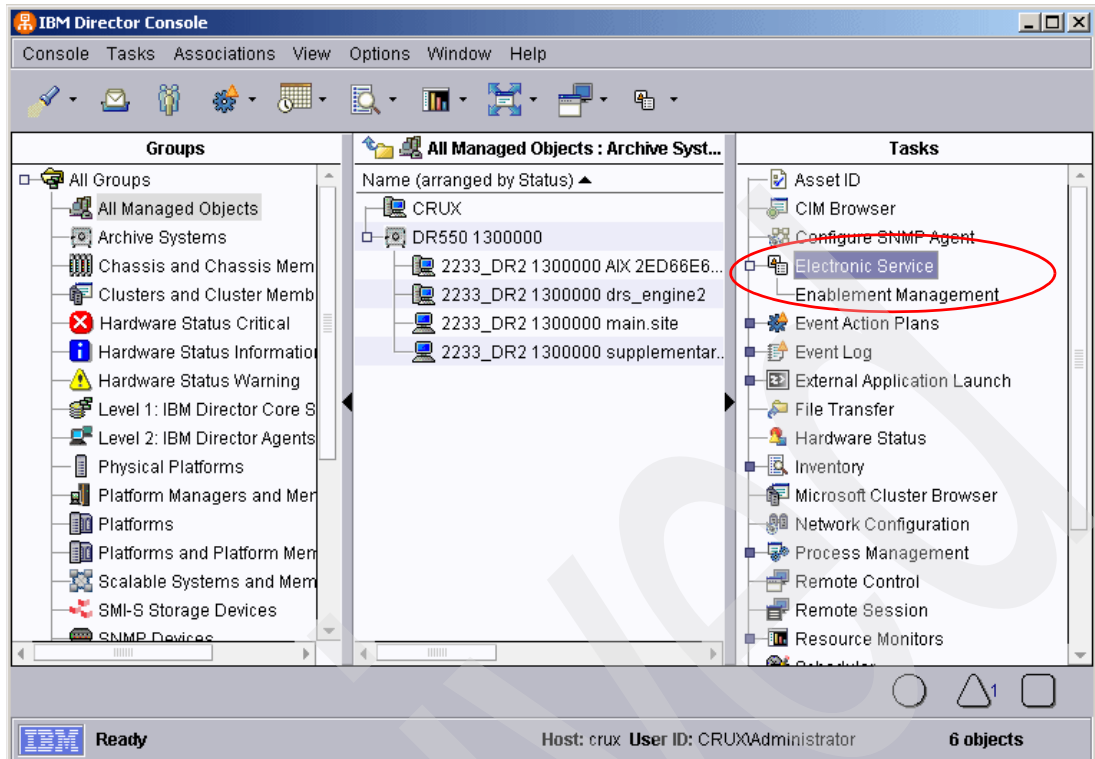 IBM Director Console
Console Tasks Associations View Options Window Help
Groups
All Groups
All Managed Objects
Archive Systems
Chassis and Chassis Mem
Clusters and Cluster Memb
Hardware Status Critical
Hardware Status Information
Hardware Status Warning
Level 1: IBM Director Core S
Level 2: IBM Director Agents
Physical Platforms
Platform Managers and Mer
Platforms
Platforms and Platform Mem
Scalable Systems and Mem
SMI-S Storage Devices
SNMP Devices
All Managed Objects : Archive Syst...
Name (arranged by Status)
CRUX
DR550 1300000
2233_DR2 1300000 AIX 2ED66E6...
2233_DR2 1300000 drs_engine2
2233_DR2 1300000 main.site
2233_DR2 1300000 supplementar..
Tasks
Asset ID
CIM Browser
Configure SNMP Agent
Electronic Service
Enablement Management
Event Action Plans
Event Log
External Application Launch
File Transfer
Hardware Status
Inventory
Microsoft Cluster Browser
Network Configuration
Process Management
Remote Control
Remote Session
Resource Monitors
Scheduler
1
IBM Ready Host: crux User ID: CRUX\Administrator 6 objects